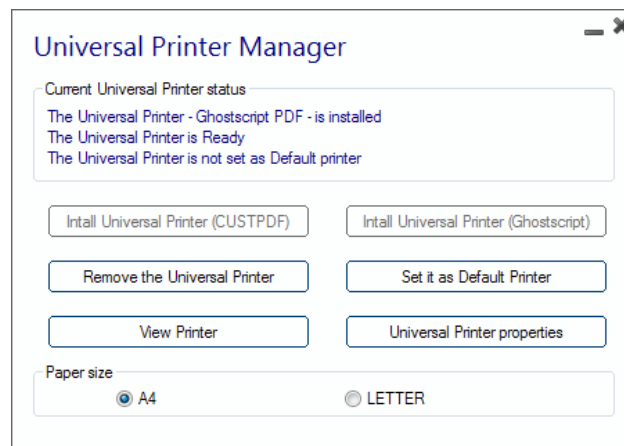 Universal Printer Manager
Current Universal Printer status
The Universal Printer - Ghostscript PDF - is installed
The Universal Printer is Ready
The Universal Printer is not set as Default printer
Intall Universal Printer (CUSTPDF)
Intall Universal Printer (Ghostscript)
Remove the Universal Printer
Set it as Default Printer
View Printer
Universal Printer properties
Paper size
A4
LETTER